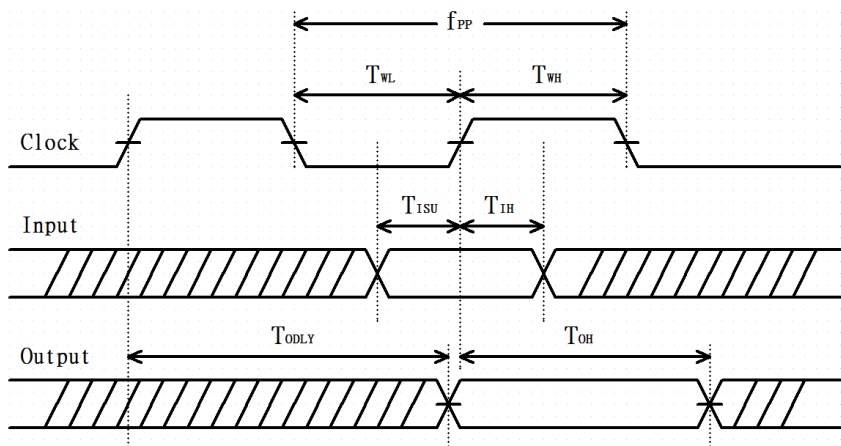 fPP
TWL TWH
Clock
TISU TIH
Input
TODLY TOH
Output